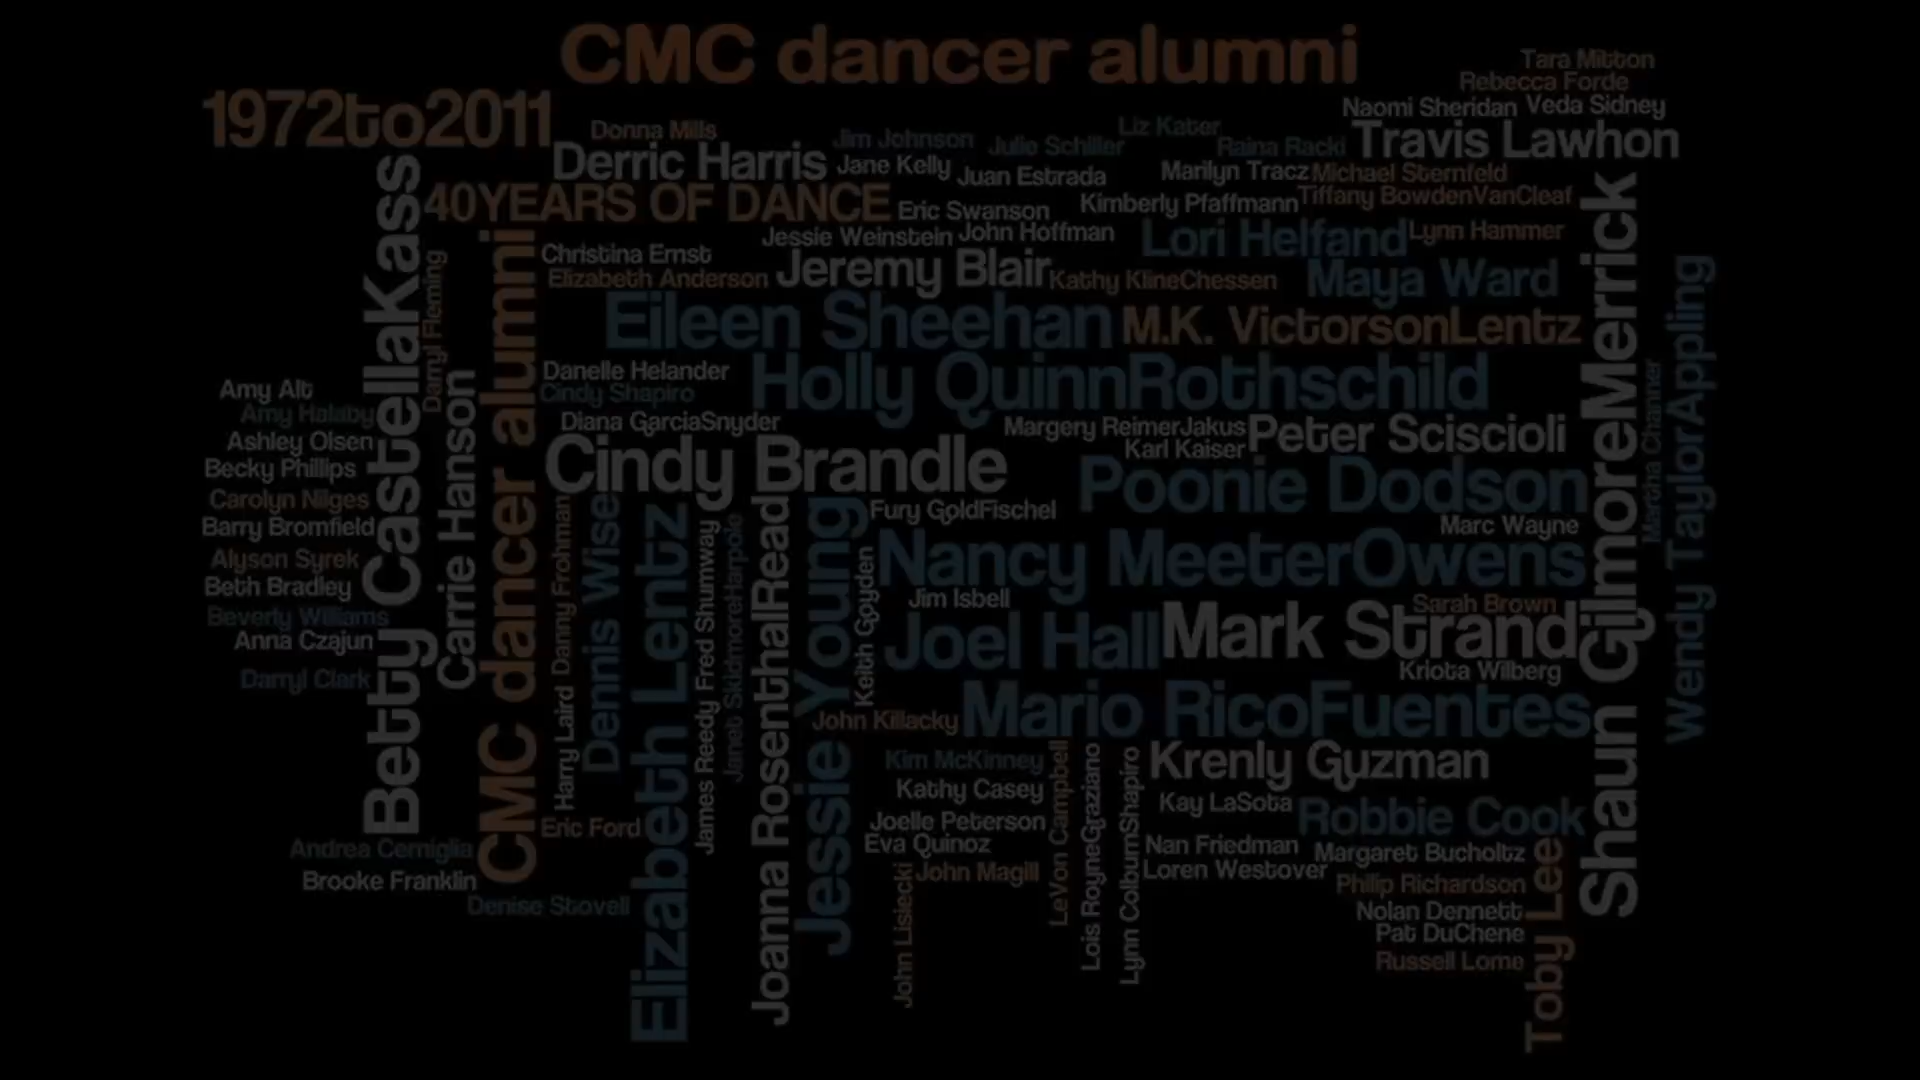 CMC dancer alumni
Tara Mitton
Rebecca Forde
Naomi Sheridan
Veda Sidney
1972to2011
Donna Mills
Jim Johnson
Julie Schiller
Liz Kater
Raina Racki
Travis Lawhon
Derric Harris
Jane Kelly
Juan Estrada
Marilyn Tracz
Michael Sternfeld
40YEARS OF DANCE
Eric Swanson
Kimberly Pfaffmann
Tiffany BowdenVanCleaf
Jessie Weinstein
John Hoffman
Lori Helfand
Lynn Hammer
Christina Ernst
Elizabeth Anderson
Jeremy Blair
Kathy KlineChessen
Maya Ward
Eileen Sheehan
M.K. VictorsonLentz
Danelle Helander
Cindy Shapiro
Holly QuinnRothschild
Diana GarciaSnyder
Margery ReimerJakus
Karl Kaiser
Peter Sciscioli
Cindy Brandle
Poonie Dodson
Fury GoldFischel
Marc Wayne
Nancy MeeterOwens
Jim Isbell
Sarah Brown
Joel Hall
Mark Strand
Kriota Wilberg
John Killacky
Mario RicoFuentes
Kim McKinney
Krenly Guzman
Kathy Casey
Kay LaSota
Robbie Cook
Joelle Peterson
Eva Quinoz
Nan Friedman
Margaret Bucholtz
John Magill
Loren Westover
Philip Richardson
Nolan Dennett
Pat DuChene
Russell Lome
Amy Alt
Amy Halaby
Ashley Olsen
Becky Phillips
Carolyn Nilges
Barry Bromfield
Alyson Syrek
Beth Bradley
Beverly Williams
Anna Czajun
Darryl Clark
Andrea Cerniglia
Brooke Franklin
Denise Stovell
Eric Ford
Betty CastellaKass
Darryl Fleming
Carrie Hanson
CMC dancer alumni
Harry Laird
Danny Frohman
Dennis Wise
Elizabeth Lentz
James Reedy
Fred Shumway
Janet SkidmoreHarpole
Joanna RosenthalRead
Jessie Young
Keith Goyden
John Lisiecki
LeVon Campbell
Lois RoyneGraziano
Lynn ColburnShapiro
Toby Lee
Shaun GilmoreMerrick
Martha Channer
Wendy TaylorAppling